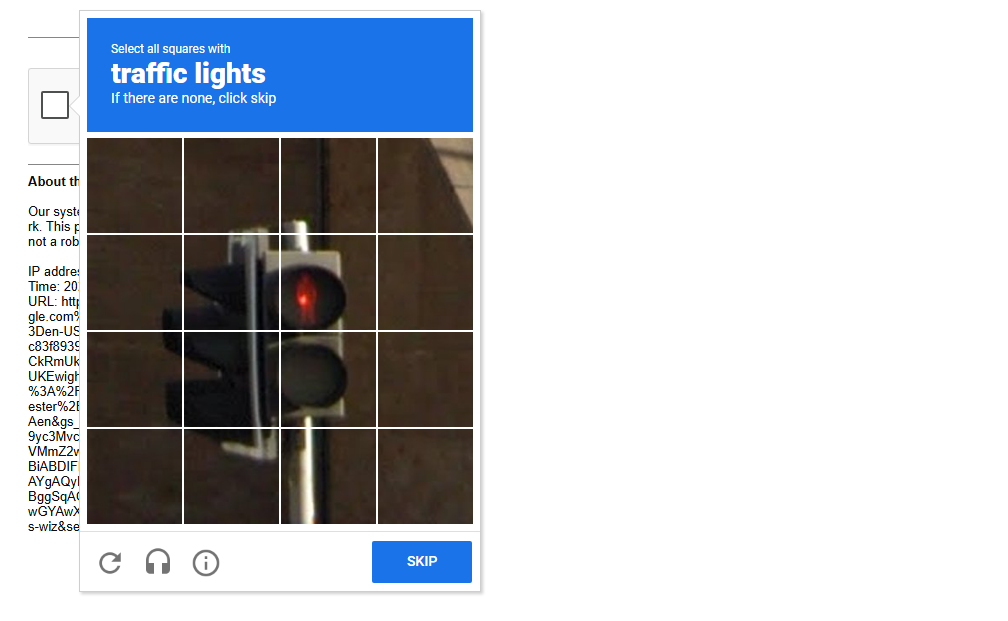 Select all squares with
traffic lights
If there are none, click skip
About th
Our syste
rk. This p
not a rob
IP addres
Time: 20
URL: http
gle.com%
3Den-US
c83f8939
CkRmUk
UKEwigh
%3A%2F
ester%2E
Aen&gs_
9yc3Mvc
VMmZ2w
BiABDIF
AYgAQyl
BggSqAC
wGYAwX
s-wiz&se
SKIP